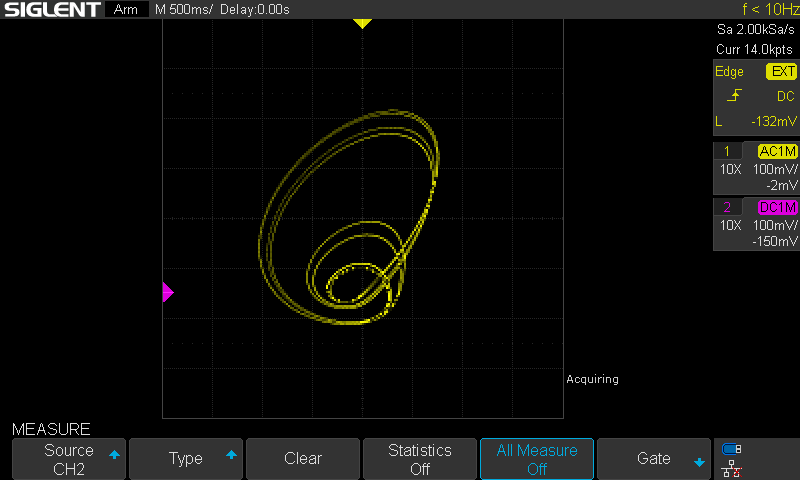 SIGLENT Arm M 500ms/ Delay:0.00s f < 10Hz
Sa 2.00kSa/s
Curr 14.0kpts
Edge EXT
DC
L -132mV
1 AC1M
10X 100mV/
-2mV
2 DC1M
10X 100mV/
-150mV
Acquiring
MEASURE
Source
CH2
Type
Clear
Statistics
Off
All Measure
Off
Gate